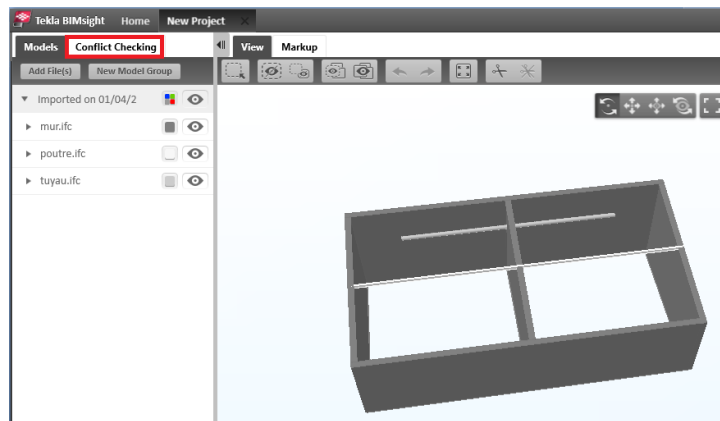 Tekla BIMsight Home New Project
Models Conflict Checking View Markup
Add File(s) New Model Group
Imported on 01/04/2
mur.ifc
poutre.ifc
tuyau.ifc